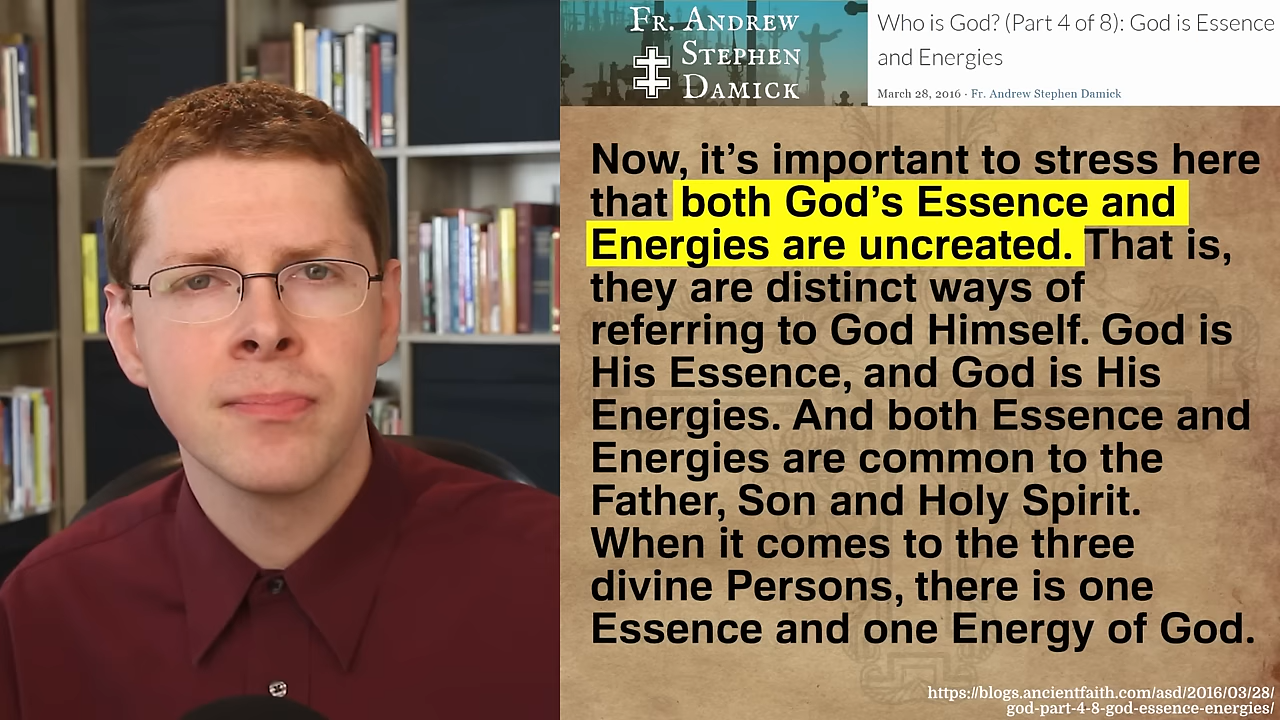 FR. ANDREW
STEPHEN
DAMICK
Who is God? (Part 4 of 8): God is Essence
and Energies
March 28, 2016 · Fr. Andrew Stephen Damick
Now, it’s important to stress here
that both God’s Essence and
Energies are uncreated. That is,
they are distinct ways of
referring to God Himself. God is
His Essence, and God is His
Energies. And both Essence and
Energies are common to the
Father, Son and Holy Spirit.
When it comes to the three
divine Persons, there is one
Essence and one Energy of God.
https://blogs.ancientfaith.com/asd/2016/03/28/
god-part-4-8-god-essence-energies/